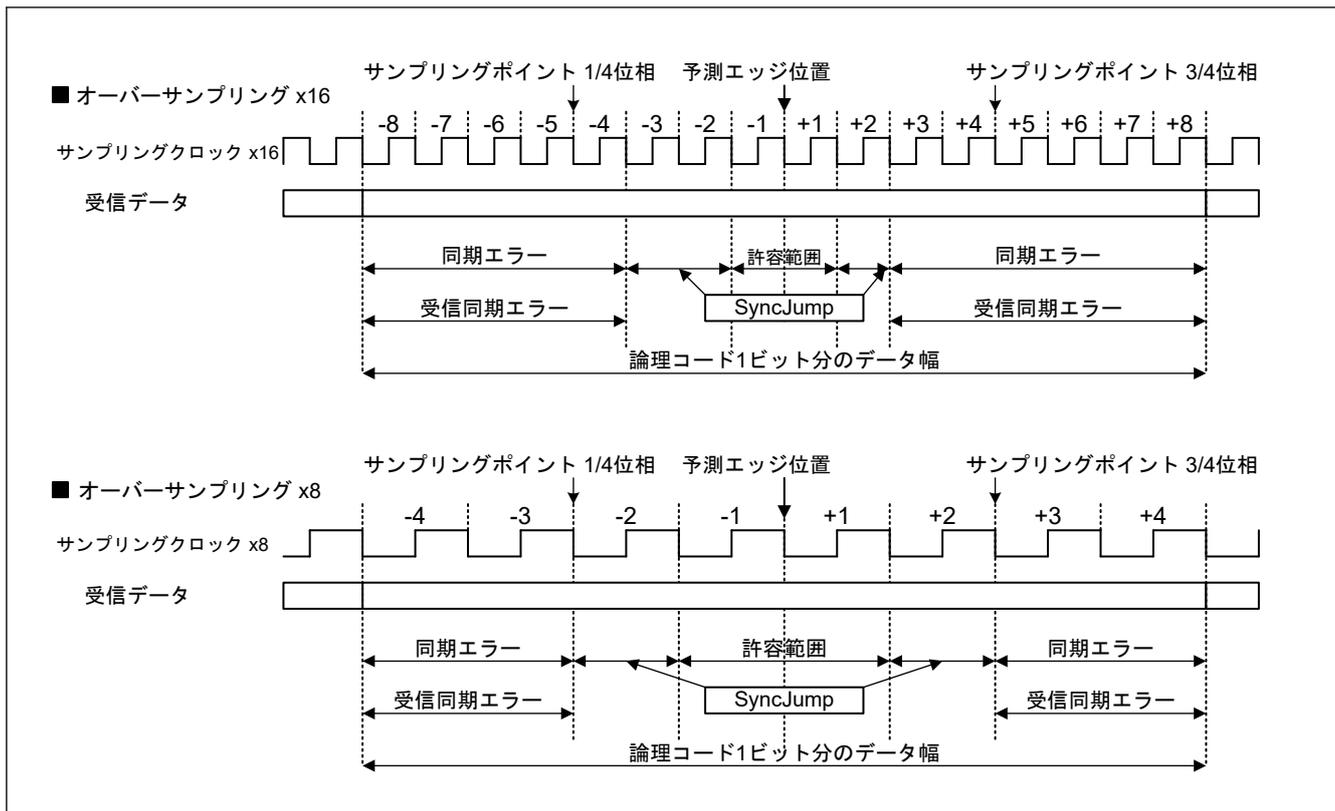 サンプリングポイント 1/4位相 予測エッジ位置 サンプリングポイント 3/4位相
■ オーバーサンプリング x16
-8 -7 -6 -5 -4 -3 -2 -1 +1 +2 +3 +4 +5 +6 +7 +8
サンプリングクロック x16
受信データ
同期エラー 許容範囲 同期エラー
受信同期エラー SyncJump 受信同期エラー
論理コード1ビット分のデータ幅
サンプリングポイント 1/4位相 予測エッジ位置 サンプリングポイント 3/4位相
■ オーバーサンプリング x8
-4 -3 -2 -1 +1 +2 +3 +4
サンプリングクロック x8
受信データ
同期エラー 許容範囲 同期エラー
受信同期エラー SyncJump 受信同期エラー
論理コード1ビット分のデータ幅